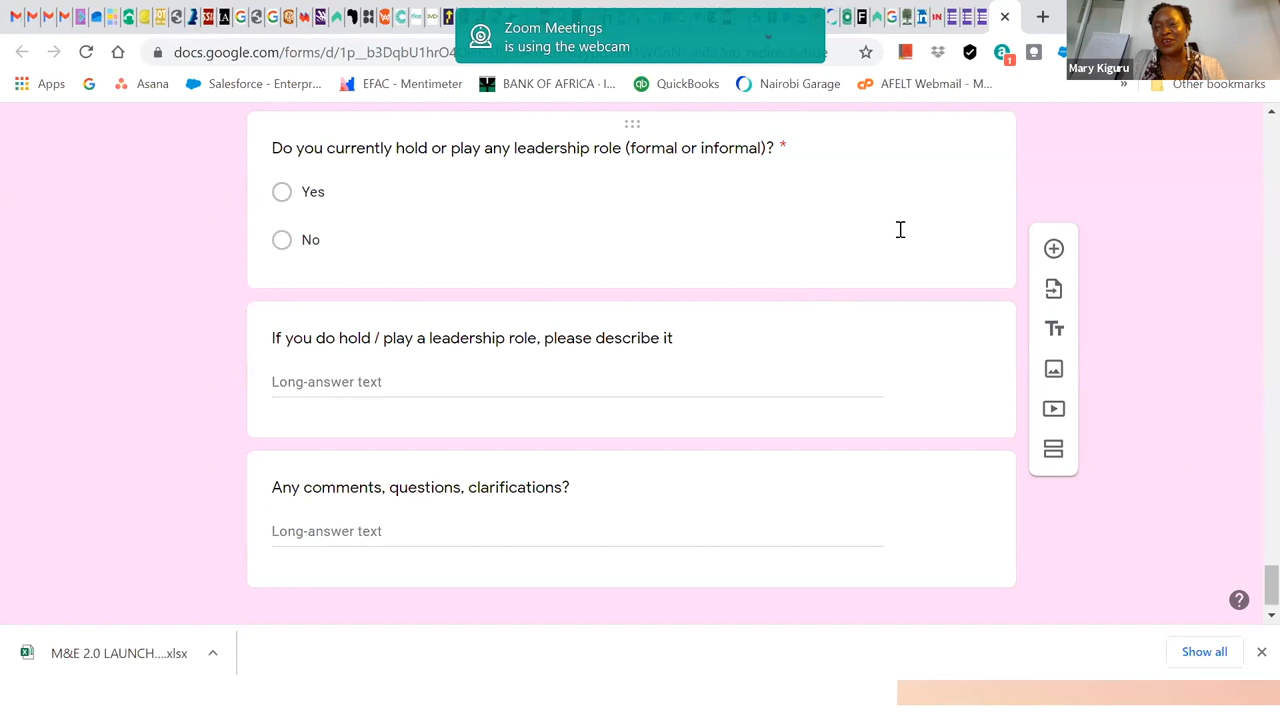 Zoom Meetings
is using the webcam
docs.google.com/forms/d/1p__b3DqbU1hrO4
1
Mary Kiguru
Apps
Asana
Salesforce - Enterpr...
EFAC - Mentimeter
BANK OF AFRICA · I...
QuickBooks
Nairobi Garage
AFELT Webmail - M...
»
Other bookmarks
Do you currently hold or play any leadership role (formal or informal)? *
Yes
No
If you do hold / play a leadership role, please describe it
Long-answer text
Any comments, questions, clarifications?
Long-answer text
M&E 2.0 LAUNCH....xlsx
Show all